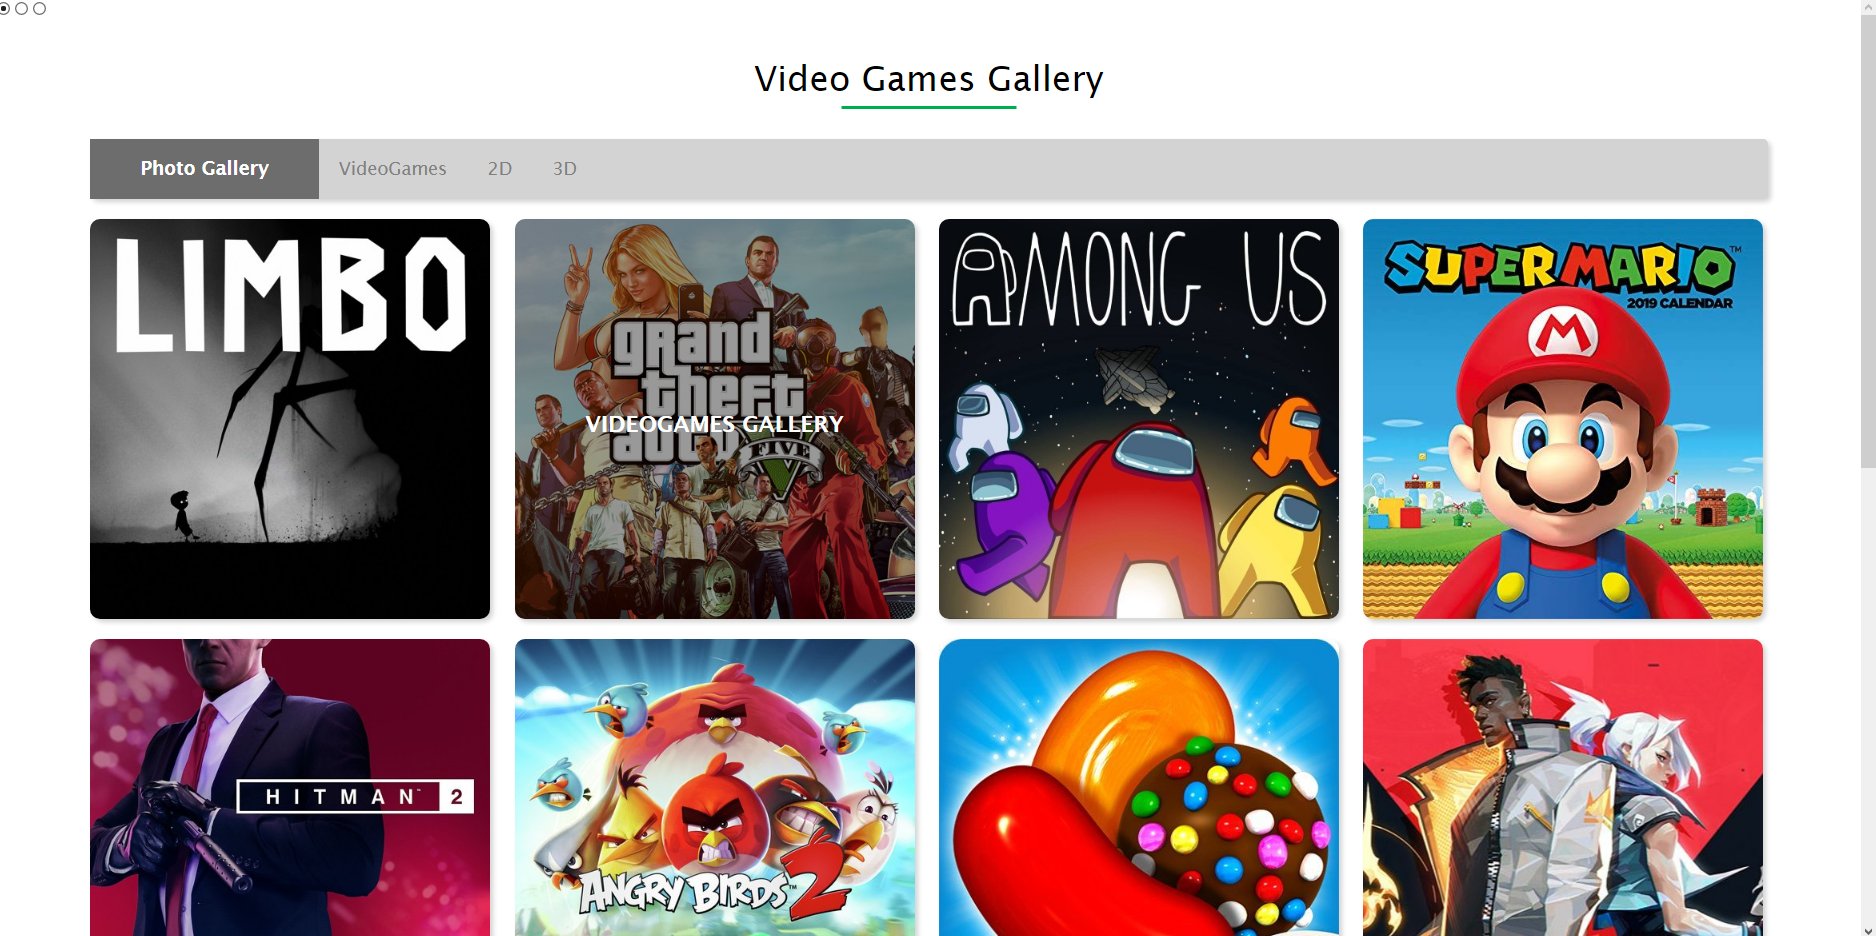 Video Games Gallery
Photo Gallery VideoGames 2D 3D
LIMBO
grand
theft
VIDEOGAMES GALLERY
auto
FIVE
AMONG US
SUPER MARIO™
2019 CALENDAR
M
HITMAN™ 2
ANGRY BIRDS™ 2